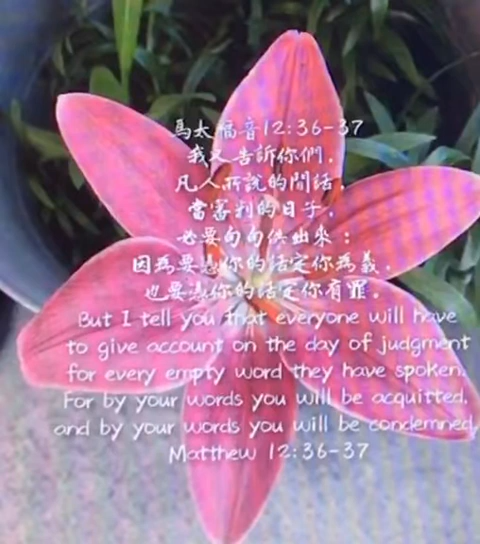 馬太福音12:36-37
我又告訴你們,
凡人所說的閒話,
當審判的日子,
必要句句供出來;
因為要憑你的話定你為義,
也要憑你的話定你有罪。
But I tell you that everyone will have
to give account on the day of judgment
for every empty word they have spoken.
For by your words you will be acquitted,
and by your words you will be condemned.
Matthew 12:36-37